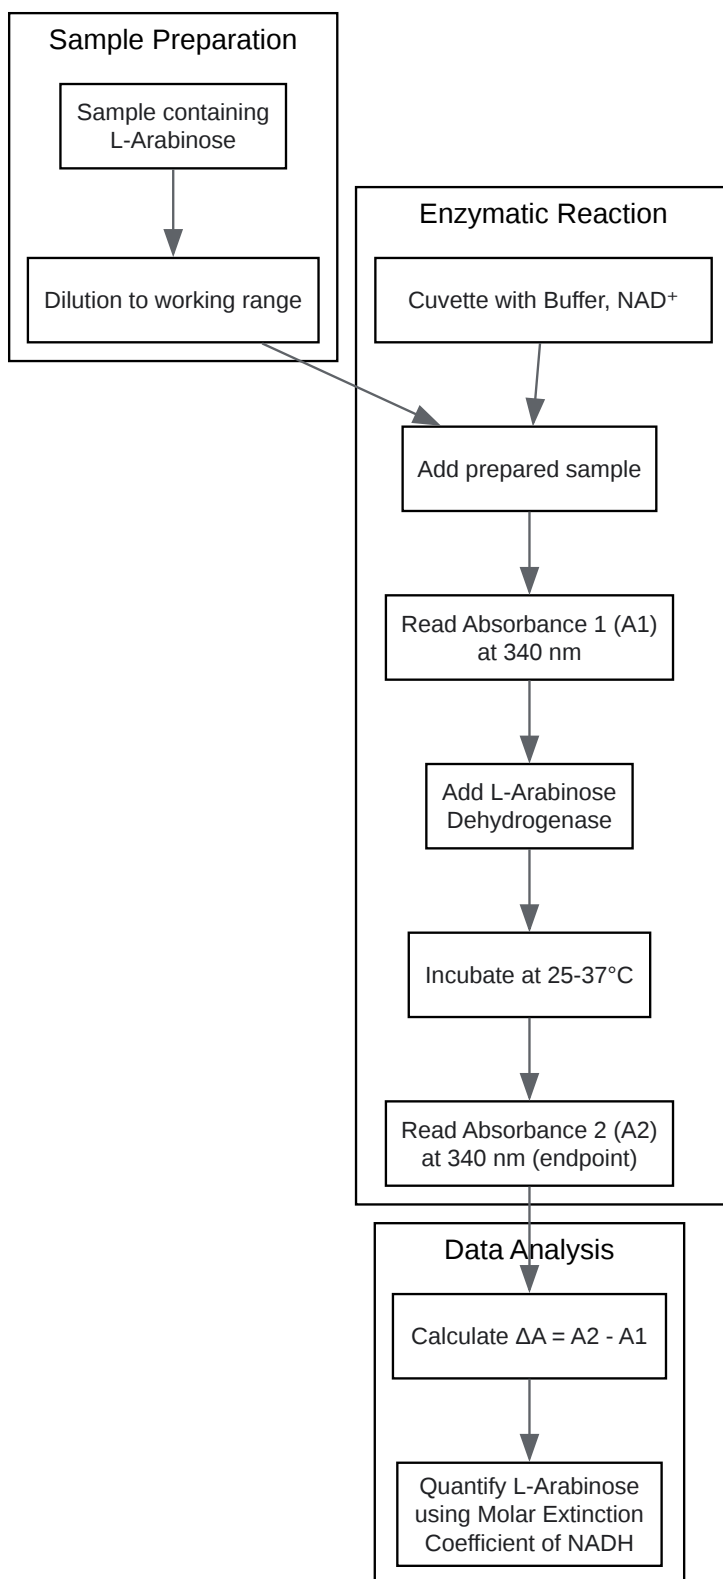 Sample Preparation
Sample containing
L-Arabinose
Dilution to working range
Enzymatic Reaction
Cuvette with Buffer, NAD⁺
Add prepared sample
Read Absorbance 1 (A1)
at 340 nm
Add L-Arabinose
Dehydrogenase
Incubate at 25-37°C
Read Absorbance 2 (A2)
at 340 nm (endpoint)
Data Analysis
Calculate ΔA = A2 - A1
Quantify L-Arabinose
using Molar Extinction
Coefficient of NADH